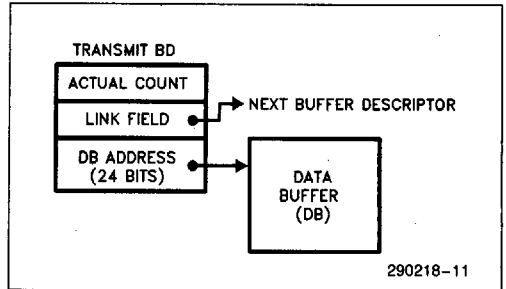 TRANSMIT BD
ACTUAL COUNT
LINK FIELD
NEXT BUFFER DESCRIPTOR
DB ADDRESS
(24 BITS)
DATA
BUFFER
(DB)
290218-11